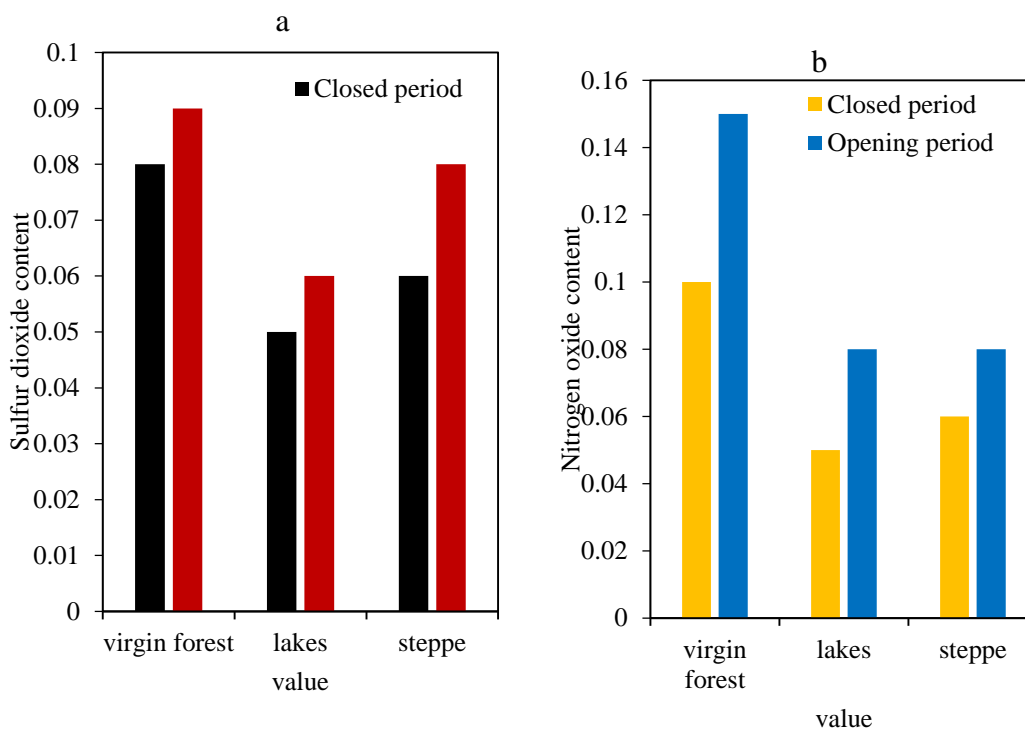 a
Sulfur dioxide content
0.1
0.09
0.08
0.07
0.06
0.05
0.04
0.03
0.02
0.01
0
Closed period
virgin forest
lakes
steppe
value
b
Nitrogen oxide content
0.16
0.14
0.12
0.1
0.08
0.06
0.04
0.02
0
Closed period
Opening period
virgin
forest
lakes
steppe
value